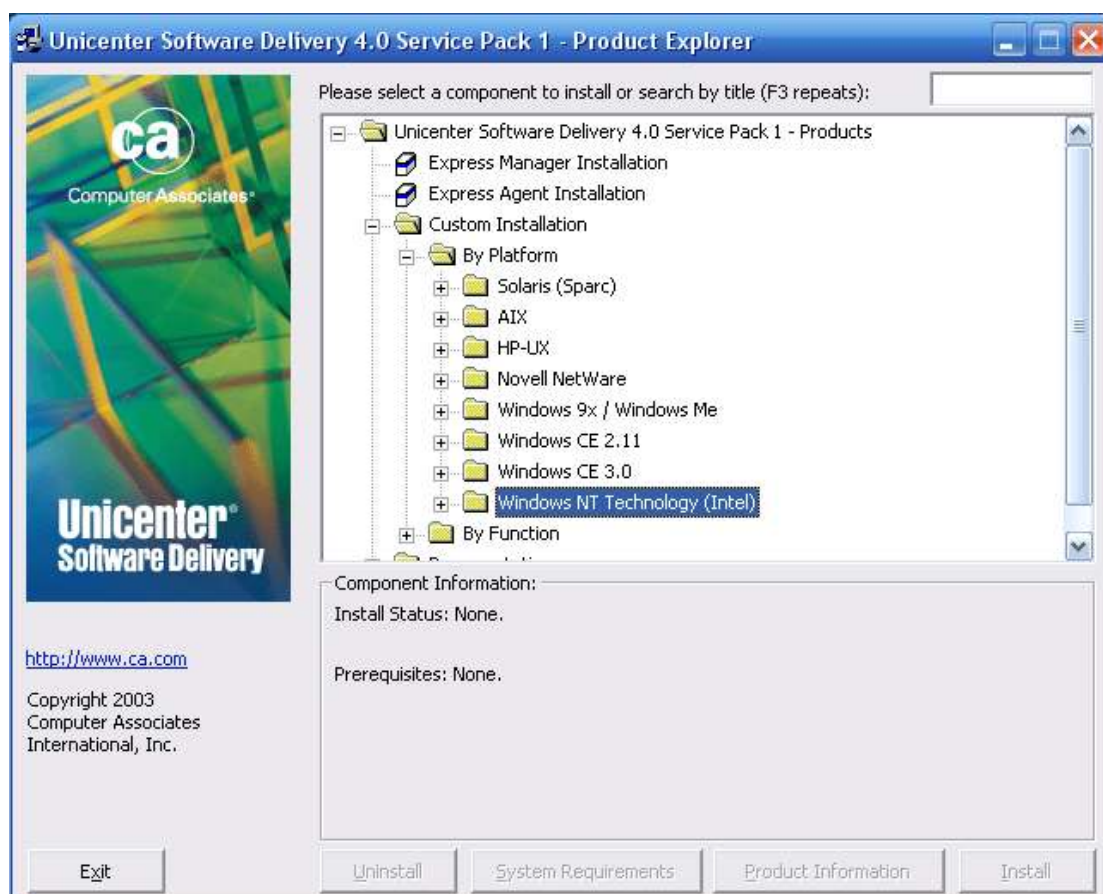 Unicenter Software Delivery 4.0 Service Pack 1 - Product Explorer
ca
Computer Associates®
Unicenter®
Software Delivery
http://www.ca.com
Copyright 2003
Computer Associates
International, Inc.
Please select a component to install or search by title (F3 repeats):
Unicenter Software Delivery 4.0 Service Pack 1 - Products
Express Manager Installation
Express Agent Installation
Custom Installation
By Platform
Solaris (Sparc)
AIX
HP-UX
Novell NetWare
Windows 9x / Windows Me
Windows CE 2.11
Windows CE 3.0
Windows NT Technology (Intel)
By Function
Component Information:
Install Status: None.
Prerequisites: None.
Exit
Uninstall
System Requirements
Product Information
Install